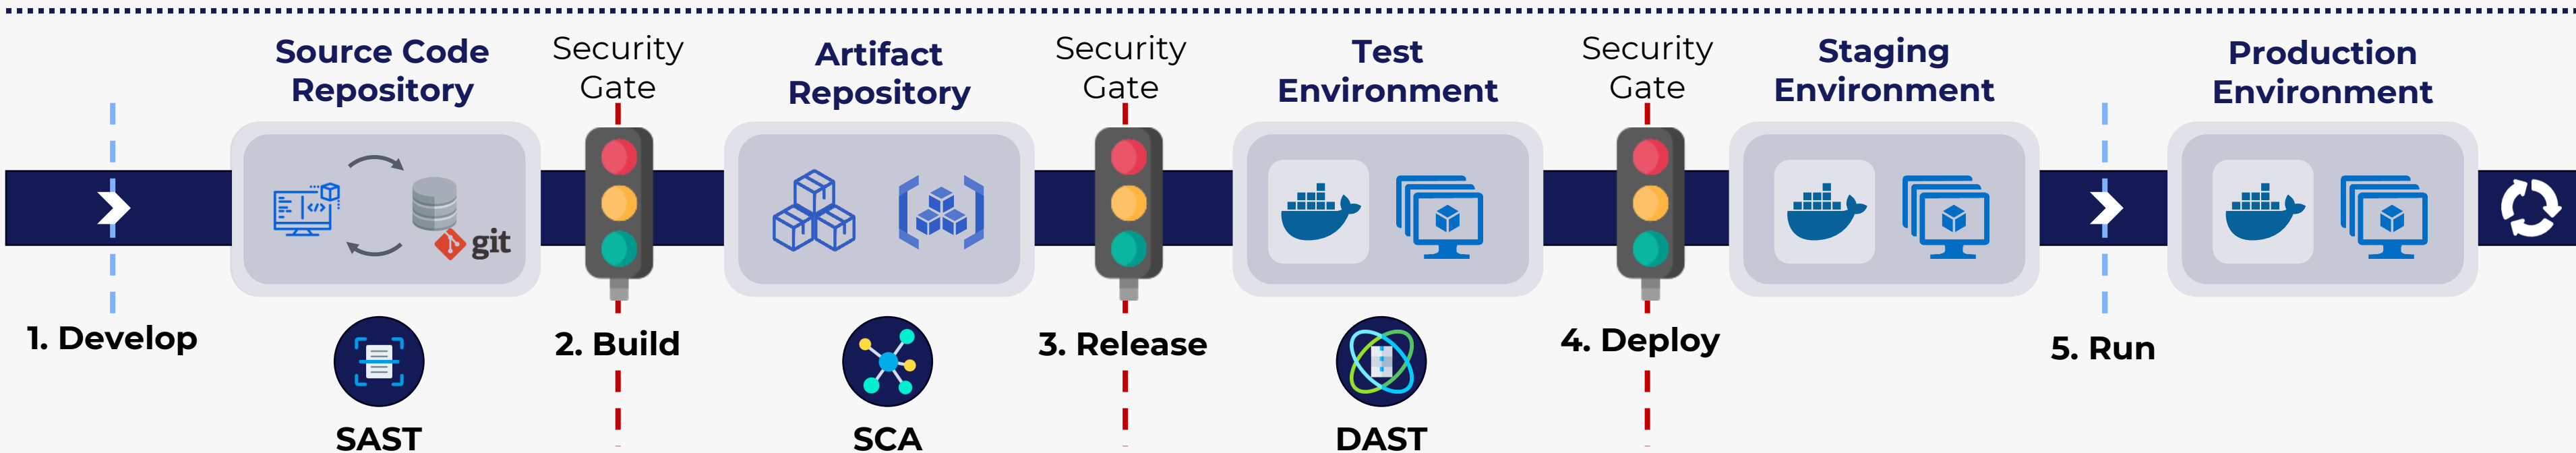 Source Code
Repository
Security
Gate
Artifact
Repository
Security
Gate
Test
Environment
Security
Gate
Staging
Environment
Production
Environment
git
1. Develop
2. Build
3. Release
4. Deploy
5. Run
SAST
SCA
DAST